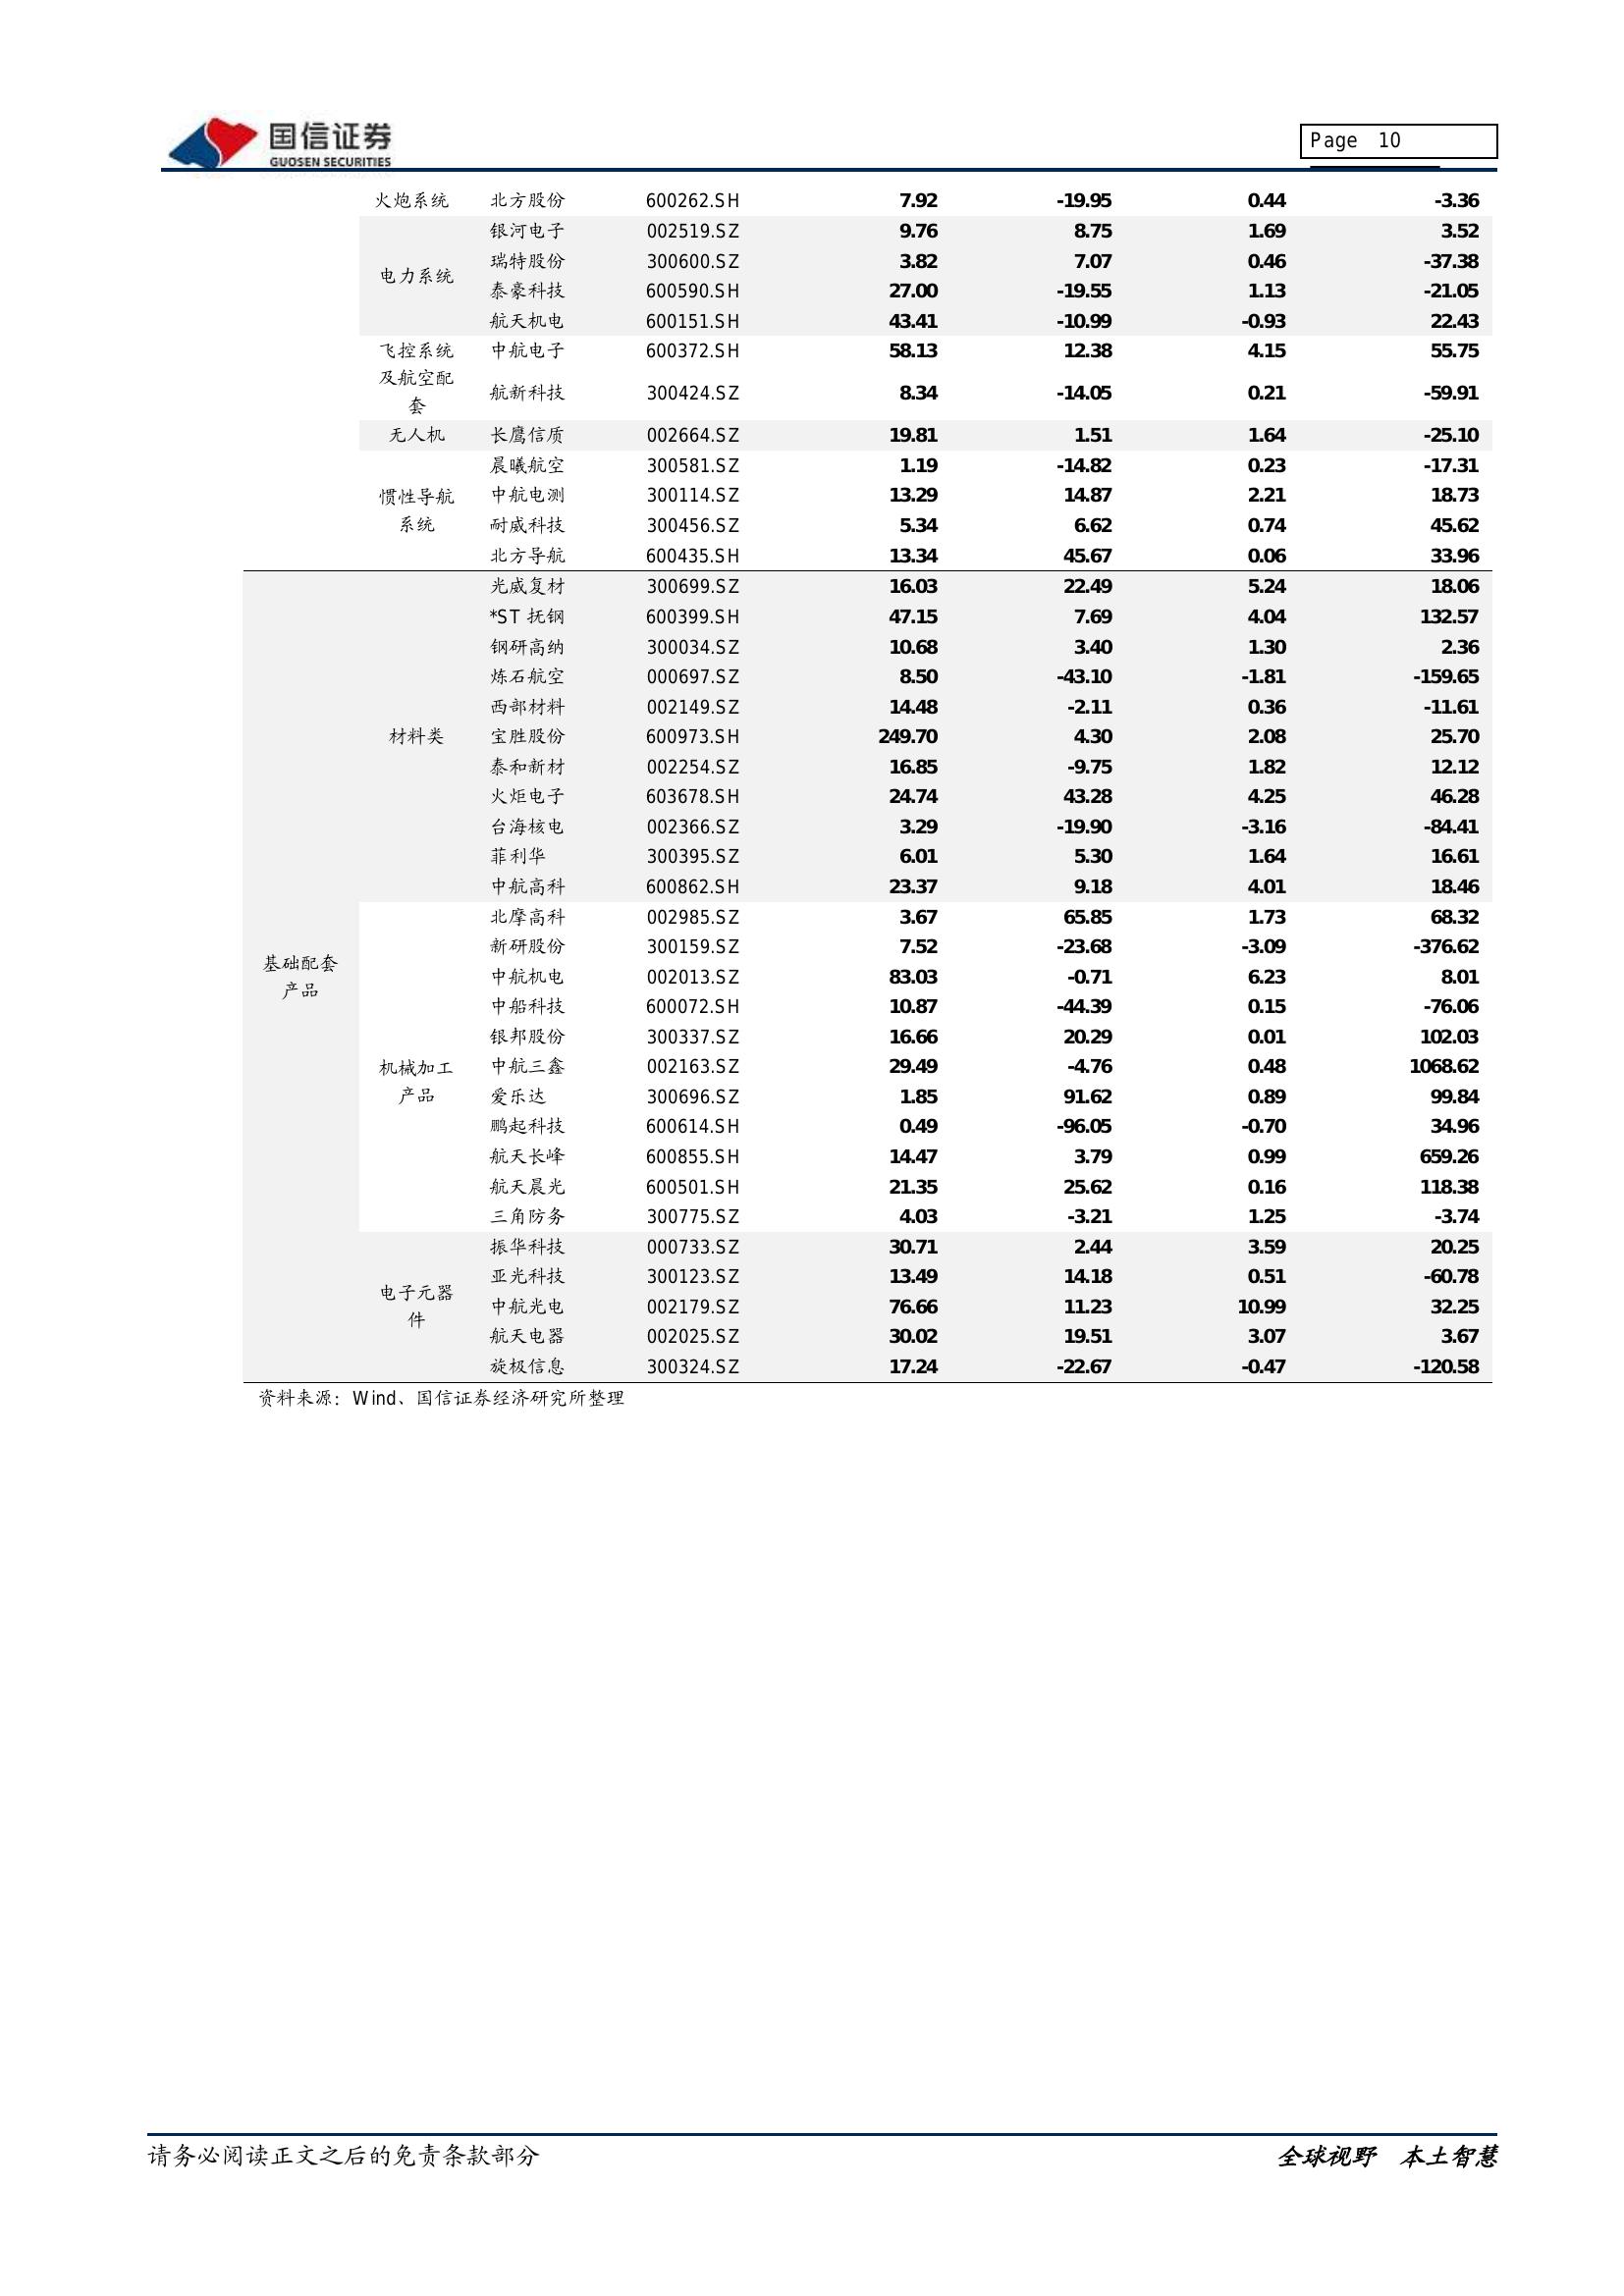 国信证券
GUOSEN SECURITIES
Page 10
火炮系统 北方股份 600262.SH 7.92 -19.95 0.44 -3.36
电力系统
银河电子 002519.SZ 9.76 8.75 1.69 3.52
瑞特股份 300600.SZ 3.82 7.07 0.46 -37.38
泰豪科技 600590.SH 27.00 -19.55 1.13 -21.05
航天机电 600151.SH 43.41 -10.99 -0.93 22.43
飞控系统
及航空配
套
中航电子 600372.SH 58.13 12.38 4.15 55.75
航新科技 300424.SZ 8.34 -14.05 0.21 -59.91
无人机 长鹰信质 002664.SZ 19.81 1.51 1.64 -25.10
惯性导航
系统
晨曦航空 300581.SZ 1.19 -14.82 0.23 -17.31
中航电测 300114.SZ 13.29 14.87 2.21 18.73
耐威科技 300456.SZ 5.34 6.62 0.74 45.62
北方导航 600435.SH 13.34 45.67 0.06 33.96
基础配套
产品
材料类
光威复材 300699.SZ 16.03 22.49 5.24 18.06
*ST 抚钢 600399.SH 47.15 7.69 4.04 132.57
钢研高纳 300034.SZ 10.68 3.40 1.30 2.36
炼石航空 000697.SZ 8.50 -43.10 -1.81 -159.65
西部材料 002149.SZ 14.48 -2.11 0.36 -11.61
宝胜股份 600973.SH 249.70 4.30 2.08 25.70
泰和新材 002254.SZ 16.85 -9.75 1.82 12.12
火炬电子 603678.SH 24.74 43.28 4.25 46.28
台海核电 002366.SZ 3.29 -19.90 -3.16 -84.41
菲利华 300395.SZ 6.01 5.30 1.64 16.61
中航高科 600862.SH 23.37 9.18 4.01 18.46
机械加工
产品
北摩高科 002985.SZ 3.67 65.85 1.73 68.32
新研股份 300159.SZ 7.52 -23.68 -3.09 -376.62
中航机电 002013.SZ 83.03 -0.71 6.23 8.01
中船科技 600072.SH 10.87 -44.39 0.15 -76.06
银邦股份 300337.SZ 16.66 20.29 0.01 102.03
中航三鑫 002163.SZ 29.49 -4.76 0.48 1068.62
爱乐达 300696.SZ 1.85 91.62 0.89 99.84
鹏起科技 600614.SH 0.49 -96.05 -0.70 34.96
航天长峰 600855.SH 14.47 3.79 0.99 659.26
航天晨光 600501.SH 21.35 25.62 0.16 118.38
三角防务 300775.SZ 4.03 -3.21 1.25 -3.74
电子元器
件
振华科技 000733.SZ 30.71 2.44 3.59 20.25
亚光科技 300123.SZ 13.49 14.18 0.51 -60.78
中航光电 002179.SZ 76.66 11.23 10.99 32.25
航天电器 002025.SZ 30.02 19.51 3.07 3.67
旋极信息 300324.SZ 17.24 -22.67 -0.47 -120.58
资料来源：Wind、国信证券经济研究所整理
请务必阅读正文之后的免责条款部分
全球视野 本土智慧